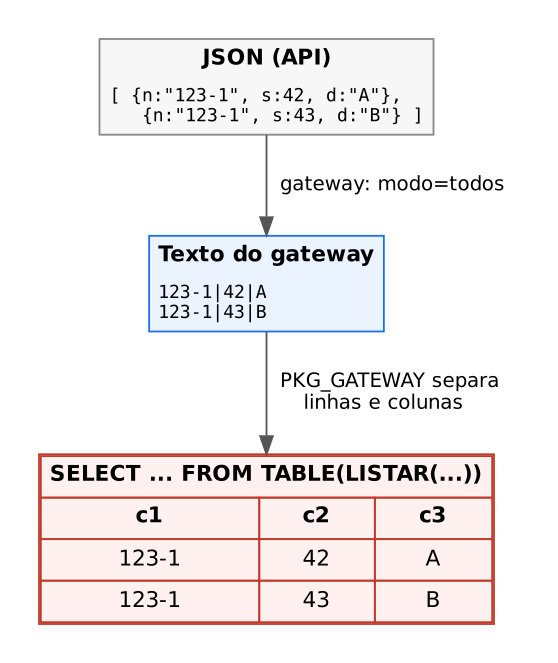 JSON (API)
[ {n:"123-1", s:42, d:"A"},
{n:"123-1", s:43, d:"B"} ]
gateway: modo=todos
Texto do gateway
123-1|42|A
123-1|43|B
PKG_GATEWAY separa
linhas e colunas
SELECT ... FROM TABLE(LISTAR(...))
c1 c2 c3
123-1 42 A
123-1 43 B